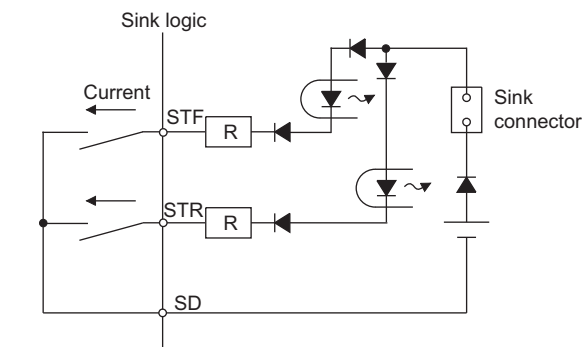 Sink logic
Current
STF
R
Sink
connector
STR
R
SD